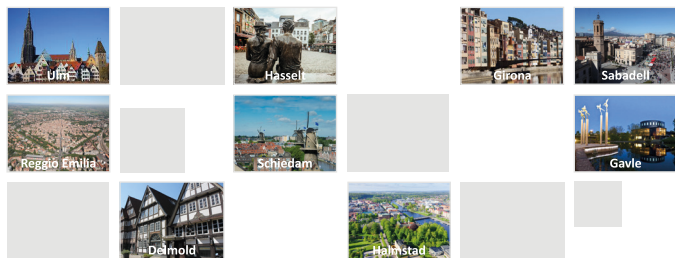 Ulm
Hasselt
Girona
Sabadell
Reggio Emilia
Schiedam
Gavle
Detmold
Halmstad